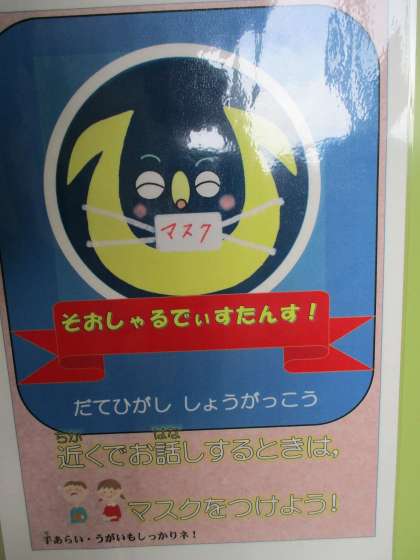 マスク
そおしゃるでぃすたんす！
だてひがし しょうがっこう
ちか はな
近くでお話しするときは、
マスクをつけよう！
て
手あらい・うがいもしっかりネ！